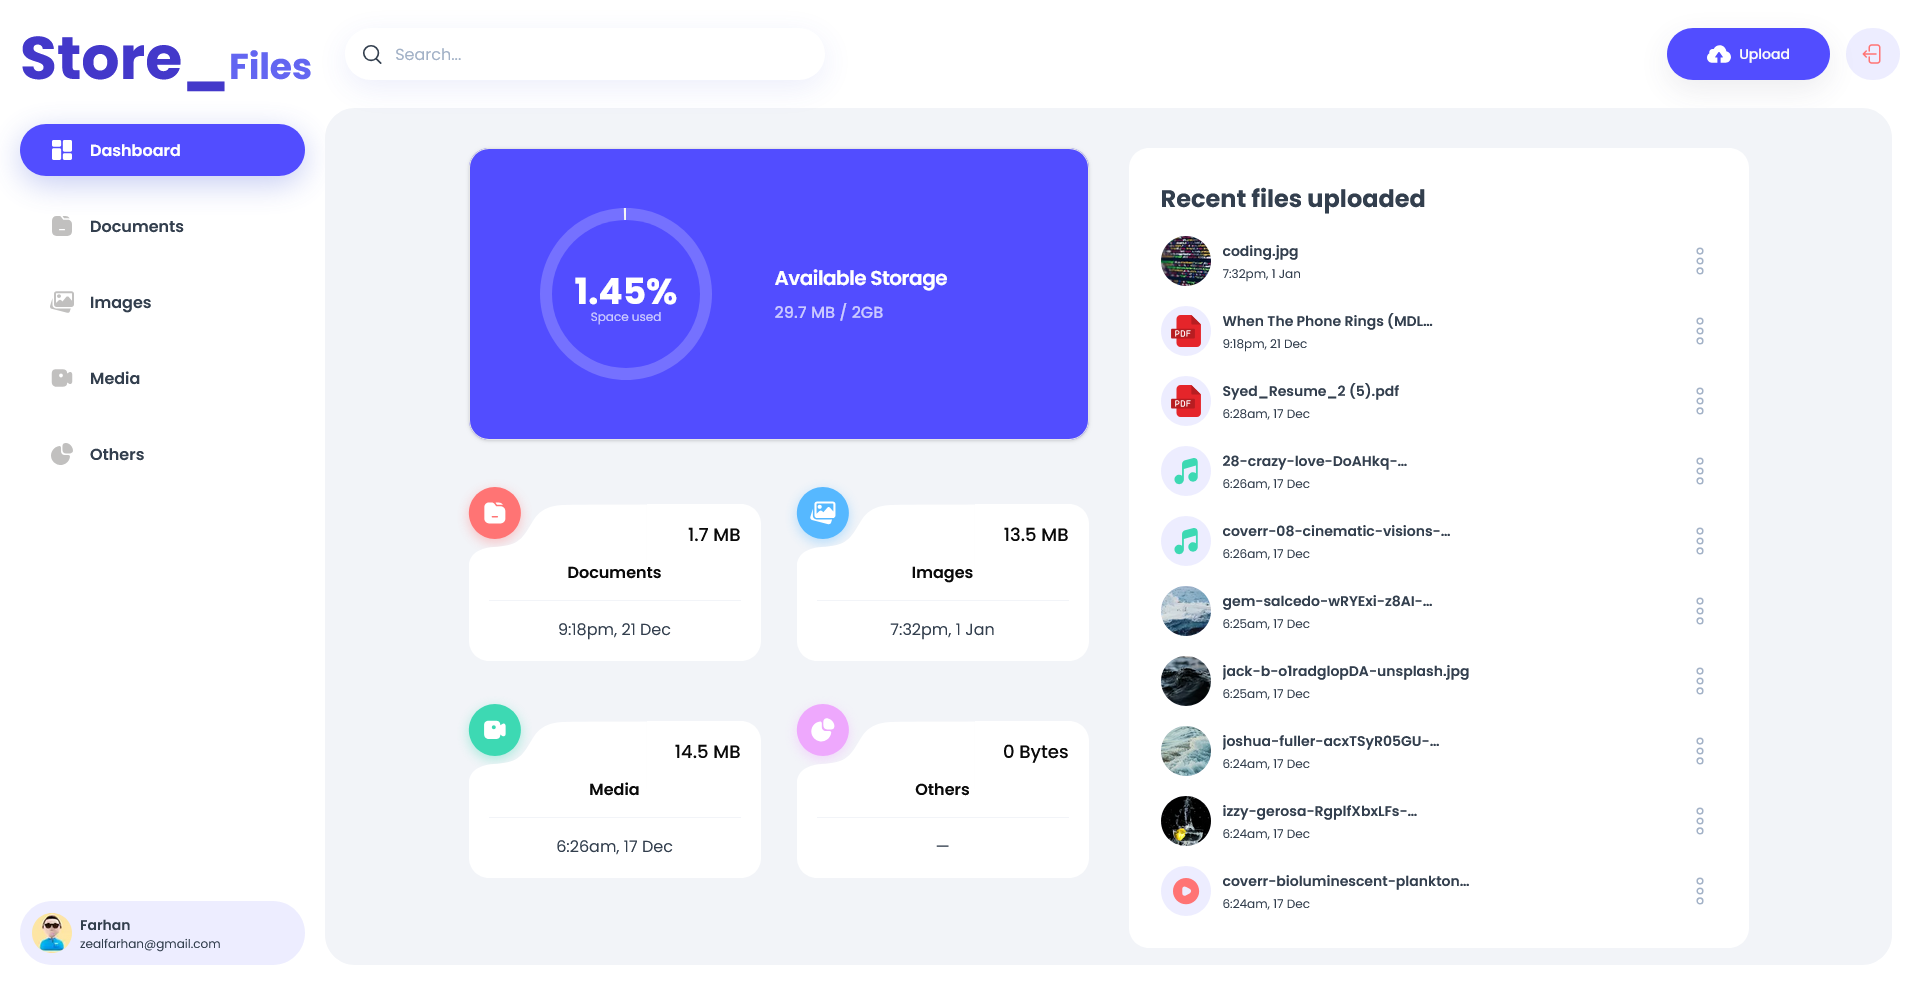 Store_Files
Search...
Upload
Dashboard
Documents
Images
Media
Others
Farhan
zealfarhan@gmail.com
1.45%
Space used
Available Storage
29.7 MB / 2GB
1.7 MB
Documents
9:18pm, 21 Dec
13.5 MB
Images
7:32pm, 1 Jan
14.5 MB
Media
6:26am, 17 Dec
0 Bytes
Others
—
Recent files uploaded
coding.jpg
7:32pm, 1 Jan
PDF
When The Phone Rings (MDL...
9:18pm, 21 Dec
PDF
Syed_Resume_2 (5).pdf
6:28am, 17 Dec
28-crazy-love-DoAHkq-...
6:26am, 17 Dec
coverr-08-cinematic-visions-...
6:26am, 17 Dec
gem-salcedo-wRYExi-z8AI-...
6:25am, 17 Dec
jack-b-o1radglopDA-unsplash.jpg
6:25am, 17 Dec
joshua-fuller-acxTSyR05GU-...
6:24am, 17 Dec
izzy-gerosa-RgplfXbxLFs-...
6:24am, 17 Dec
coverr-bioluminescent-plankton...
6:24am, 17 Dec